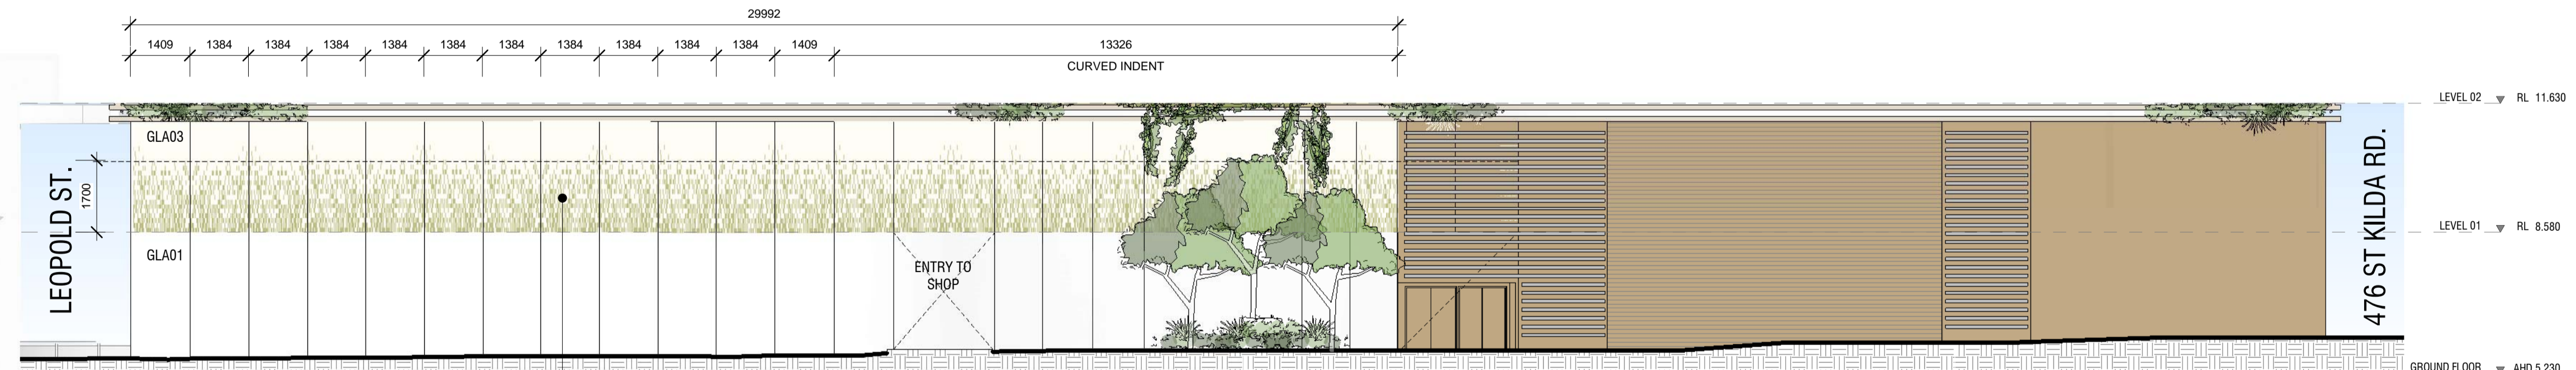 29992
1409 1384 1384 1384 1384 1384 1384 1384 1384 1384 1384 1409 13326
CURVED INDENT
LEVEL 02 RL 11.630
GLA03
1700
LEOPOLD ST.
476 ST KILDA RD.
LEVEL 01 RL 8.580
GLA01
ENTRY TO
SHOP
GROUND FLOOR AHD 5.230